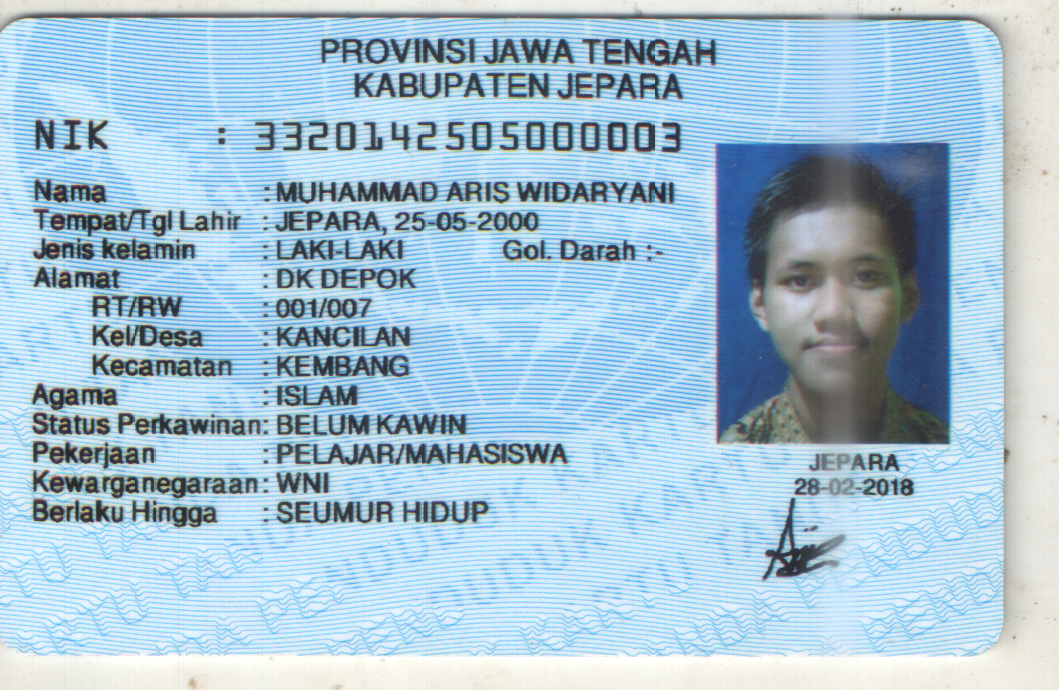 PROVINSI JAWA TENGAH
KABUPATEN JEPARA
NIK : 3320142505000003
Nama : MUHAMMAD ARIS WIDARYANI
Tempat/Tgl Lahir : JEPARA, 25-05-2000
Jenis kelamin : LAKI-LAKI Gol. Darah :-
Alamat : DK DEPOK
RT/RW : 001/007
Kel/Desa : KANCILAN
Kecamatan : KEMBANG
Agama : ISLAM
Status Perkawinan: BELUM KAWIN
Pekerjaan : PELAJAR/MAHASISWA
Kewarganegaraan: WNI
Berlaku Hingga : SEUMUR HIDUP
JEPARA
28-02-2018